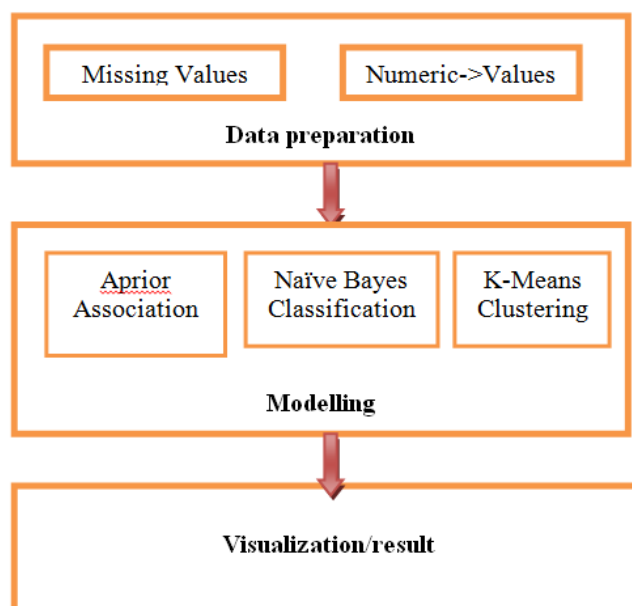 Missing Values
Numeric->Values
Data preparation
Aprior
Association
Naïve Bayes
Classification
K-Means
Clustering
Modelling
Visualization/result